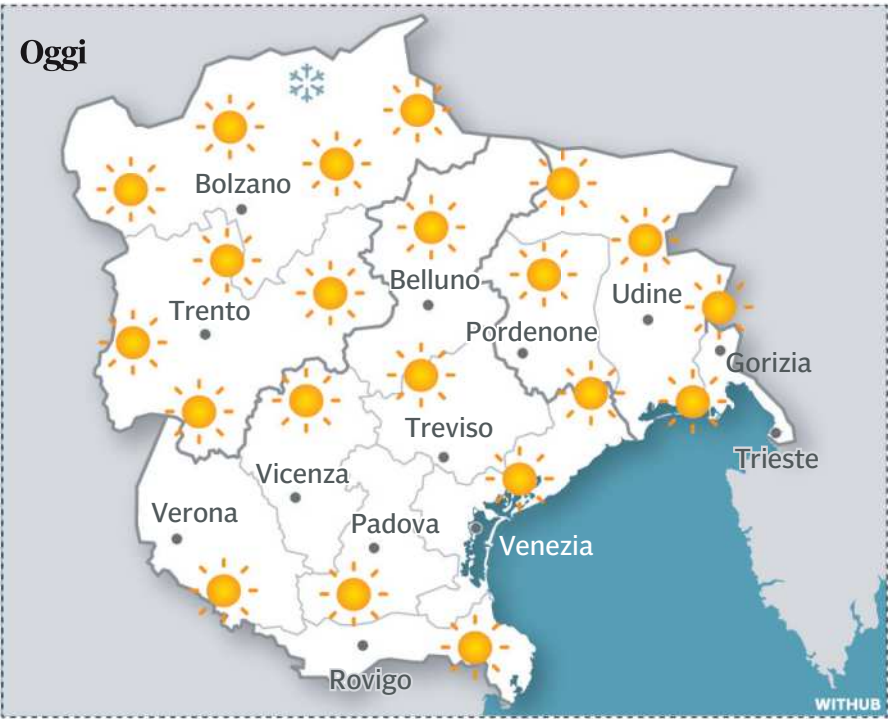 Oggi
Bolzano
Belluno
Udine
Trento
Pordenone
Gorizia
Treviso
Trieste
Vicenza
Verona
Padova
Venezia
Rovigo
WITHUB